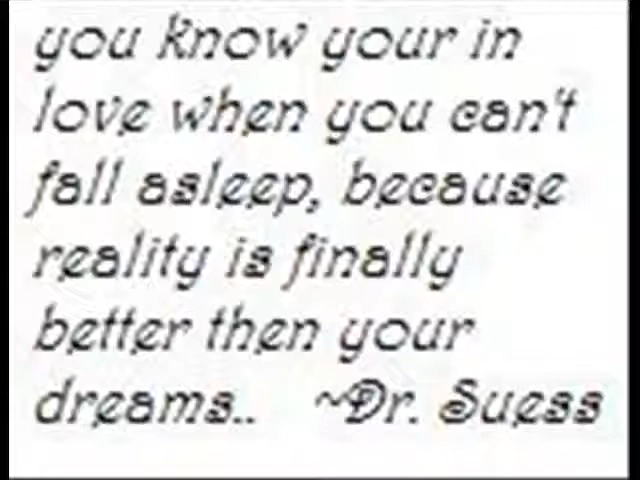 you know your in
love when you can't
fall asleep, because
reality is finally
better then your
dreams.. ~Dr. Suess